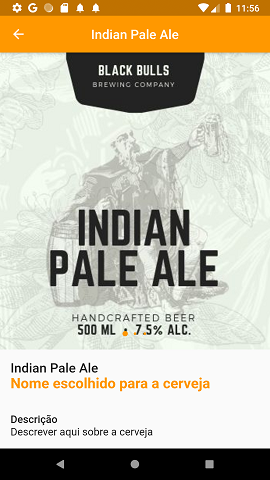 11:56
Indian Pale Ale
BLACK BULLS
BREWING COMPANY
INDIAN
PALE ALE
HANDCRAFTED BEER
500 ML • 7.5% ALC.
Indian Pale Ale
Nome escolhido para a cerveja
Descrição
Descrever aqui sobre a cerveja